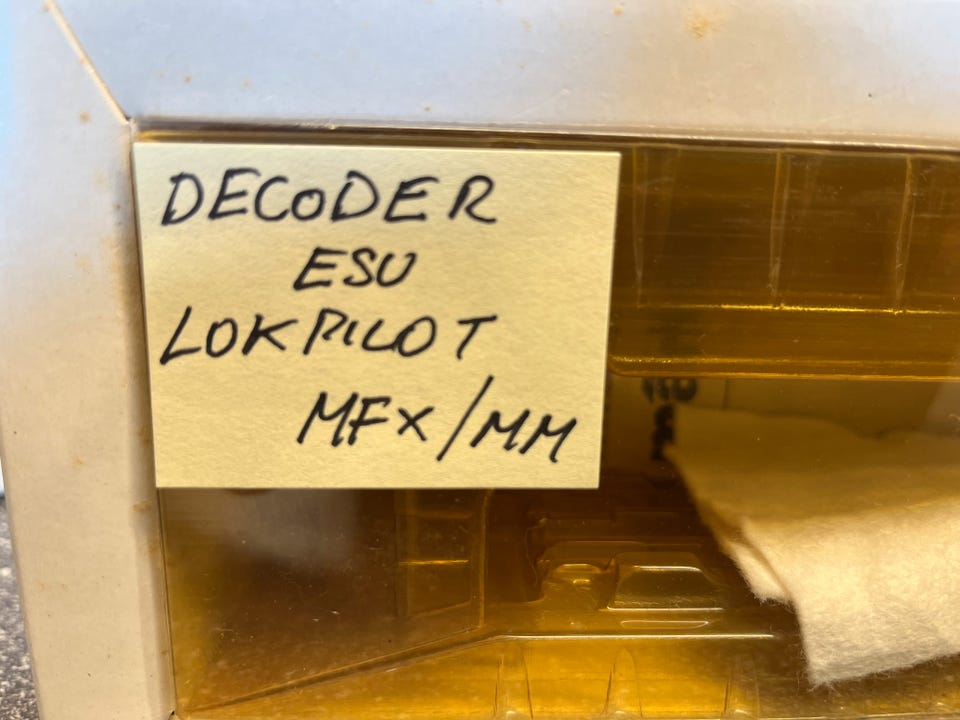 DECODER
ESU
LOKPILOT
MFX/MM